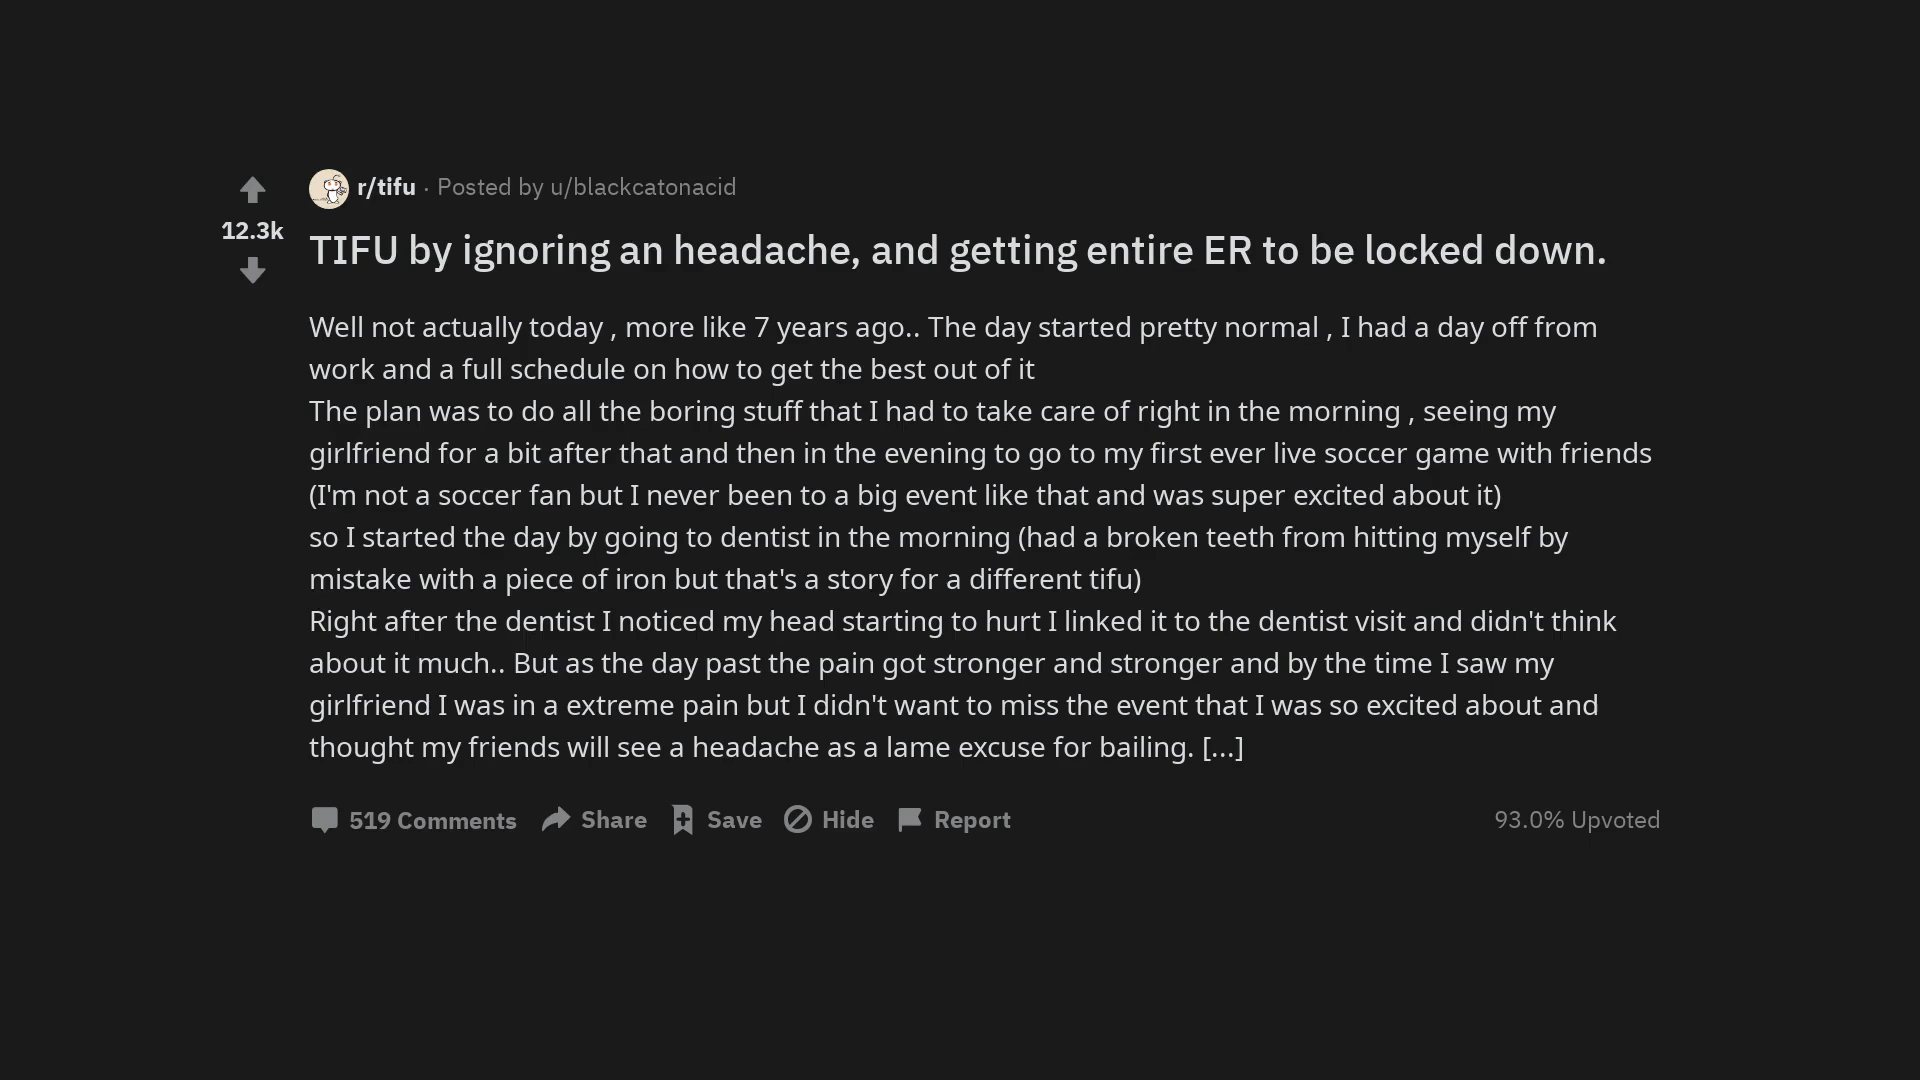 r/tifu · Posted by u/blackcatonacid
12.3k
TIFU by ignoring an headache, and getting entire ER to be locked down.
Well not actually today , more like 7 years ago.. The day started pretty normal , I had a day off from
work and a full schedule on how to get the best out of it
The plan was to do all the boring stuff that I had to take care of right in the morning , seeing my
girlfriend for a bit after that and then in the evening to go to my first ever live soccer game with friends
(I'm not a soccer fan but I never been to a big event like that and was super excited about it)
so I started the day by going to dentist in the morning (had a broken teeth from hitting myself by
mistake with a piece of iron but that's a story for a different tifu)
Right after the dentist I noticed my head starting to hurt I linked it to the dentist visit and didn't think
about it much.. But as the day past the pain got stronger and stronger and by the time I saw my
girlfriend I was in a extreme pain but I didn't want to miss the event that I was so excited about and
thought my friends will see a headache as a lame excuse for bailing. [...]
519 Comments Share Save Hide Report 93.0% Upvoted